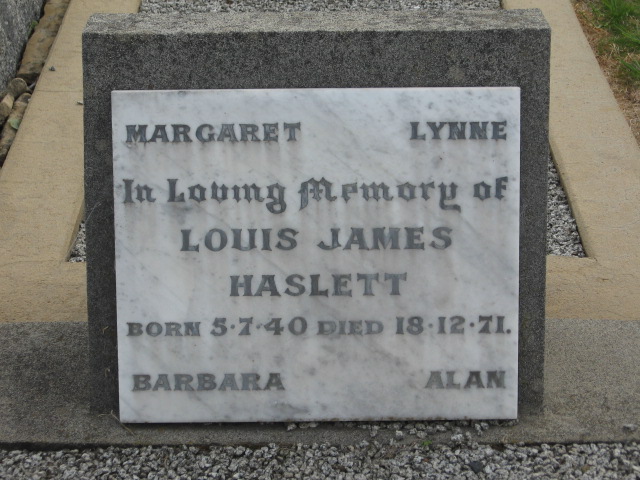 MARGARET LYNNE
In Loving Memory of
LOUIS JAMES
HASLETT
BORN 5·7·40 DIED 18·12·71.
BARBARA ALAN